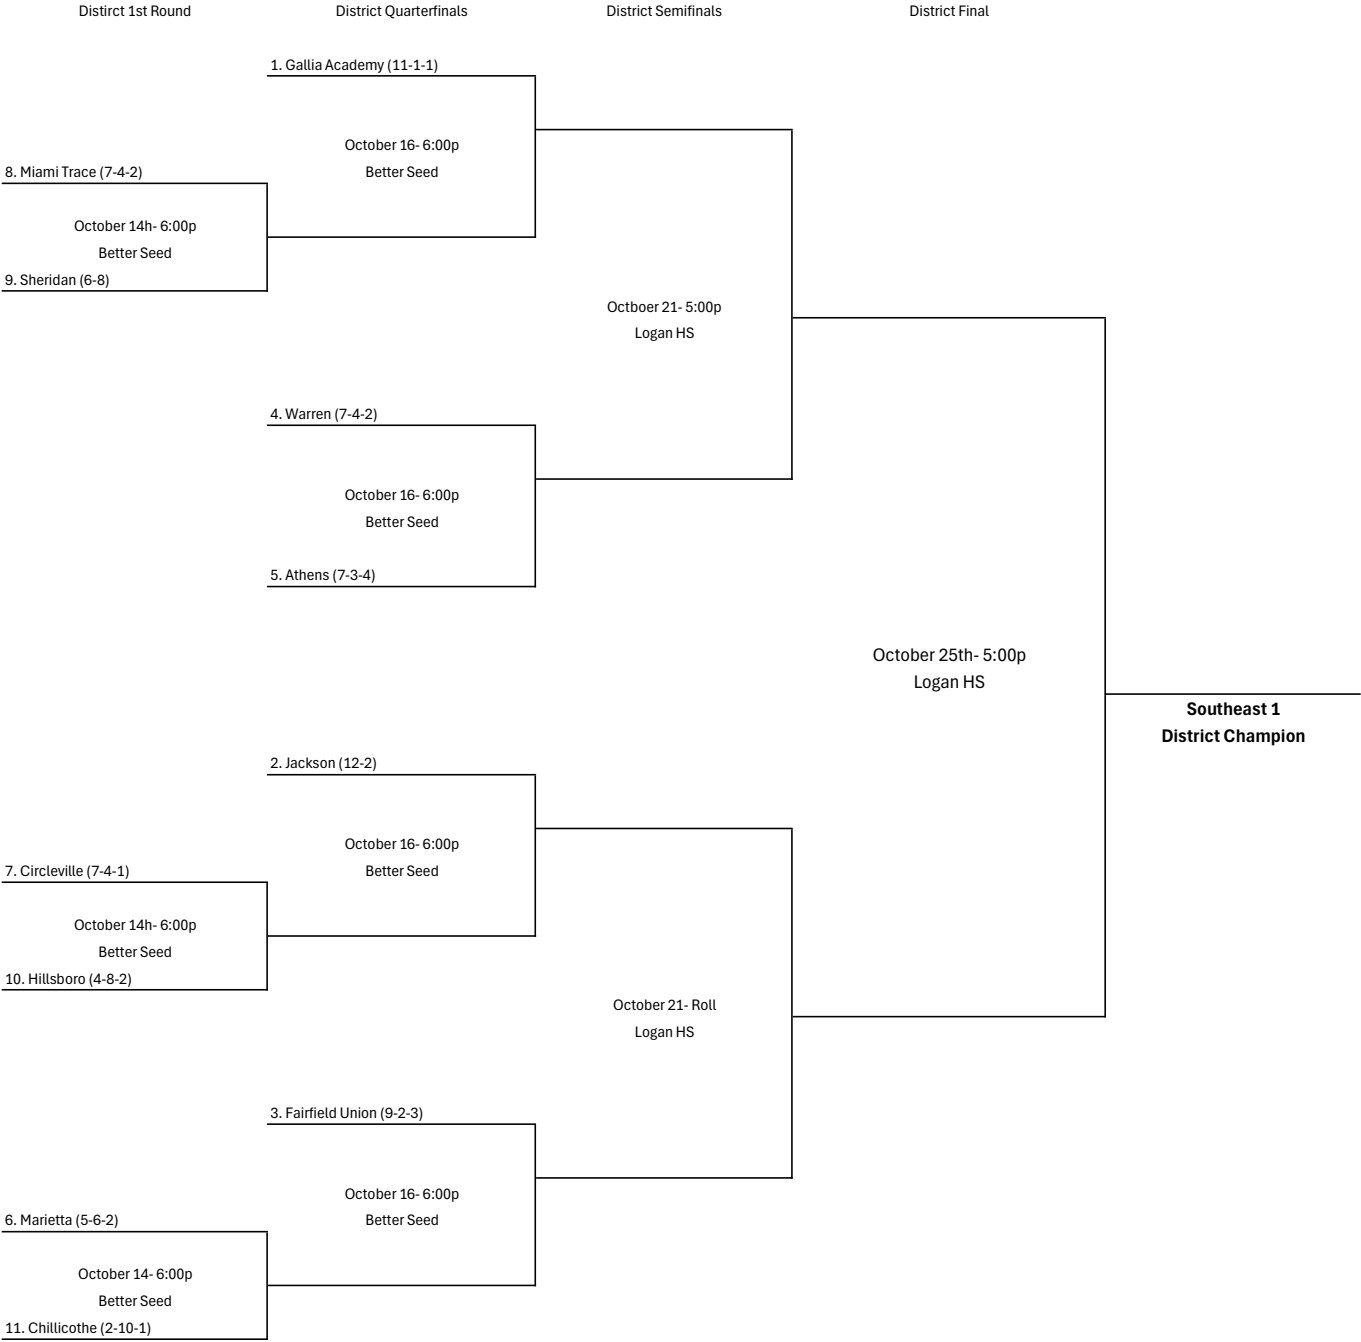 Distirct 1st Round
District Quarterfinals
District Semifinals
District Final
1. Gallia Academy (11-1-1)
October 16- 6:00p
Better Seed
8. Miami Trace (7-4-2)
October 14h- 6:00p
Better Seed
9. Sheridan (6-8)
Octboer 21- 5:00p
Logan HS
4. Warren (7-4-2)
October 16- 6:00p
Better Seed
5. Athens (7-3-4)
October 25th- 5:00p
Logan HS
Southeast 1
District Champion
2. Jackson (12-2)
October 16- 6:00p
Better Seed
7. Circleville (7-4-1)
October 14h- 6:00p
Better Seed
10. Hillsboro (4-8-2)
October 21- Roll
Logan HS
3. Fairfield Union (9-2-3)
October 16- 6:00p
Better Seed
6. Marietta (5-6-2)
October 14- 6:00p
Better Seed
11. Chillicothe (2-10-1)